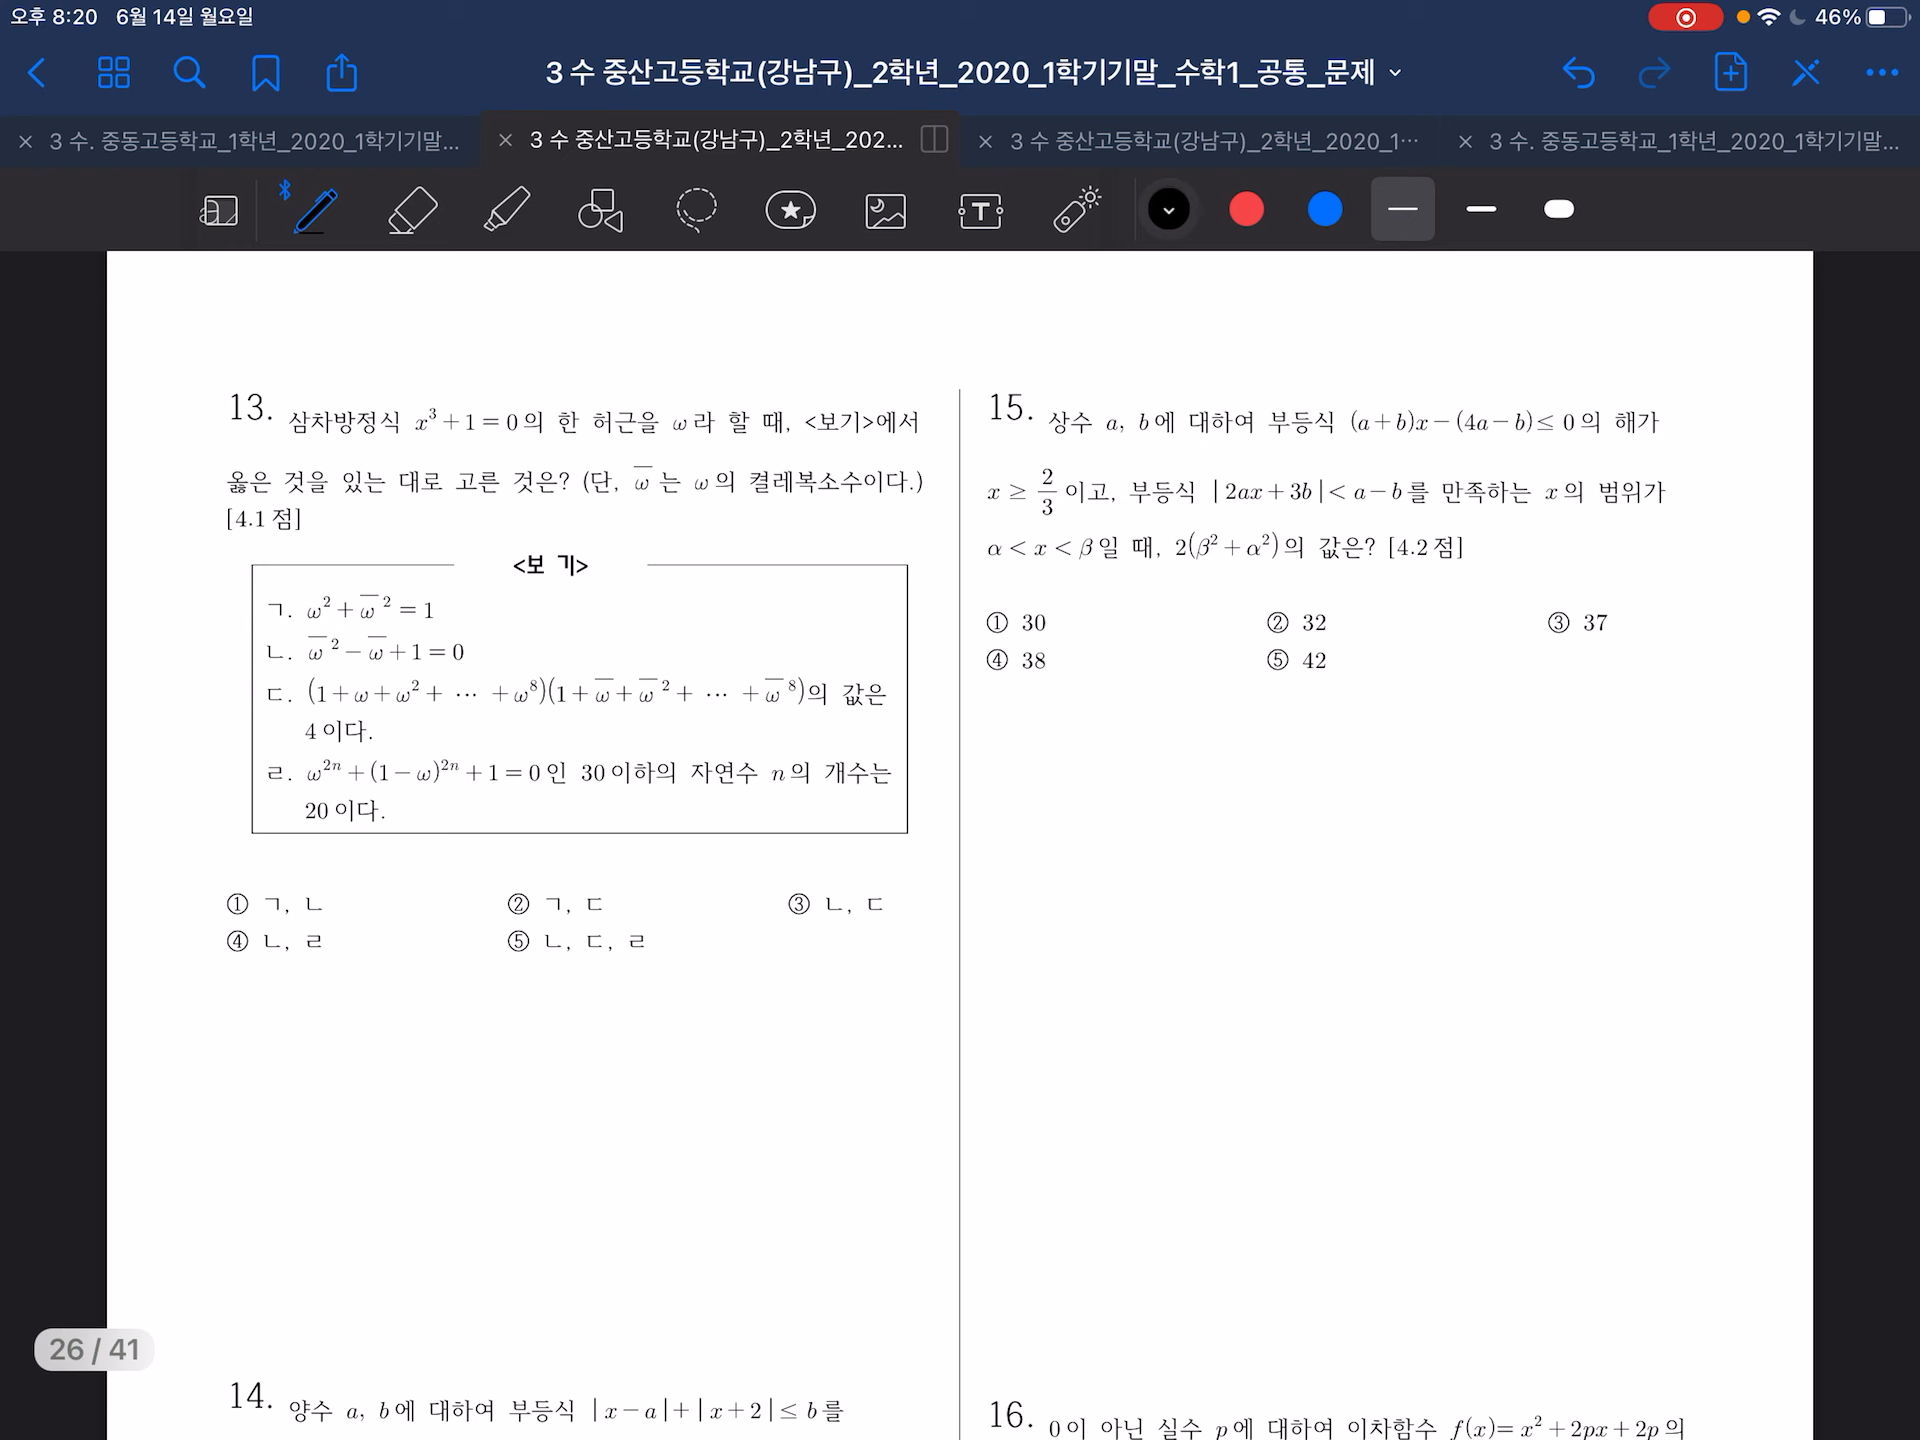 오후 8:20 6월 14일 월요일
46%
3 수 중산고등학교(강남구)_2학년_2020_1학기기말_수학1_공통_문제
3 수. 중동고등학교_1학년_2020_1학기기말...
3 수 중산고등학교(강남구)_2학년_202...
3 수 중산고등학교(강남구)_2학년_2020_1...
3 수. 중동고등학교_1학년_2020_1학기기말...
13. 삼차방정식 x³+1=0의 한 허근을 ω라 할 때, <보기>에서
옳은 것을 있는 대로 고른 것은? (단, ω̅는 ω의 켤레복소수이다.)
[4.1점]
<보 기>
ㄱ. ω²+ω̅²=1
ㄴ. ω̅²−ω̅+1=0
ㄷ. (1+ω+ω²+ ⋯ +ω⁸)(1+ω̅+ω̅²+ ⋯ +ω̅⁸)의 값은
4이다.
ㄹ. ω²ⁿ+(1−ω)²ⁿ+1=0인 30이하의 자연수 n의 개수는
20이다.
① ㄱ, ㄴ ② ㄱ, ㄷ ③ ㄴ, ㄷ
④ ㄴ, ㄹ ⑤ ㄴ, ㄷ, ㄹ
14. 양수 a, b에 대하여 부등식 |x−a|+|x+2|≤b를
15. 상수 a, b에 대하여 부등식 (a+b)x−(4a−b)≤0의 해가
x≥2/3이고, 부등식 |2ax+3b|<a−b를 만족하는 x의 범위가
α<x<β일 때, 2(β²+α²)의 값은? [4.2점]
① 30 ② 32 ③ 37
④ 38 ⑤ 42
16. 0이 아닌 실수 p에 대하여 이차함수 f(x)=x²+2px+2p의
26 / 41